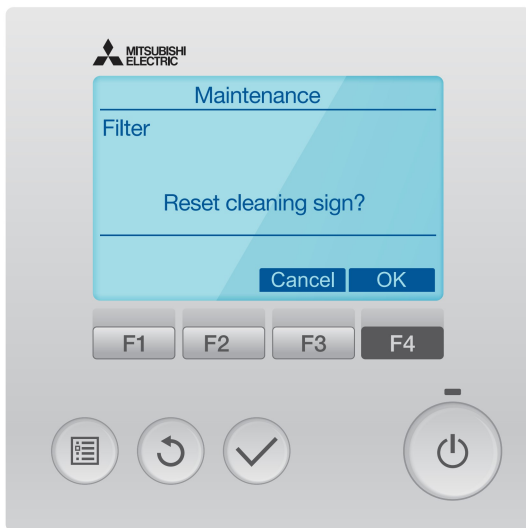 MITSUBISHI
ELECTRIC
Maintenance
Filter
Reset cleaning sign?
Cancel OK
F1 F2 F3 F4